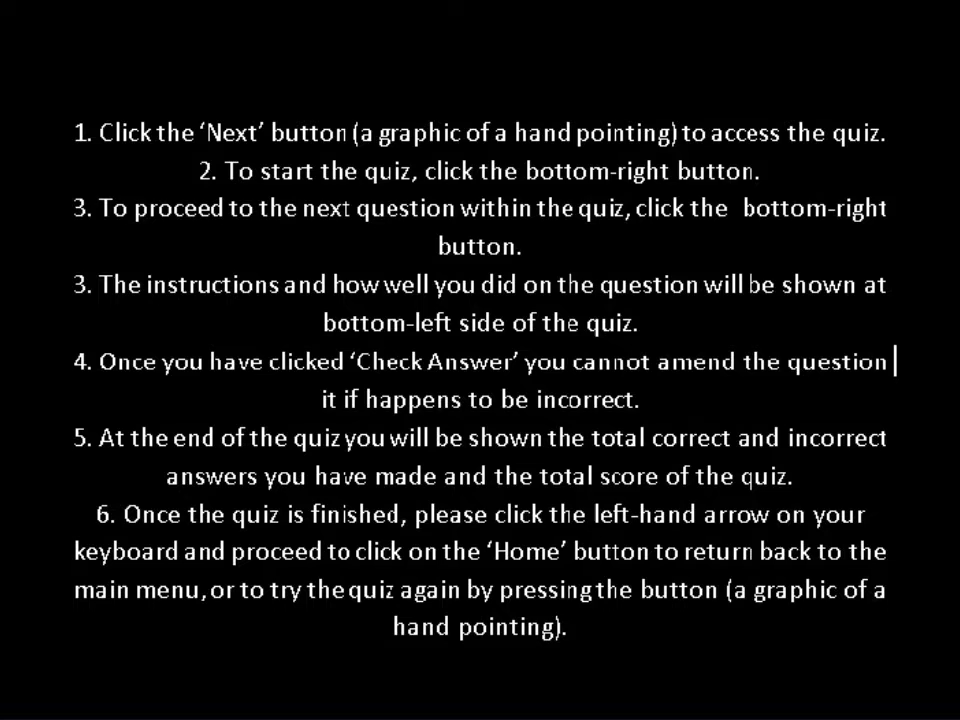 1. Click the ‘Next’ button (a graphic of a hand pointing) to access the quiz.
2. To start the quiz, click the bottom-right button.
3. To proceed to the next question within the quiz, click the bottom-right
button.
3. The instructions and how well you did on the question will be shown at
bottom-left side of the quiz.
4. Once you have clicked ‘Check Answer’ you cannot amend the question
it if happens to be incorrect.
5. At the end of the quiz you will be shown the total correct and incorrect
answers you have made and the total score of the quiz.
6. Once the quiz is finished, please click the left-hand arrow on your
keyboard and proceed to click on the ‘Home’ button to return back to the
main menu, or to try the quiz again by pressing the button (a graphic of a
hand pointing).